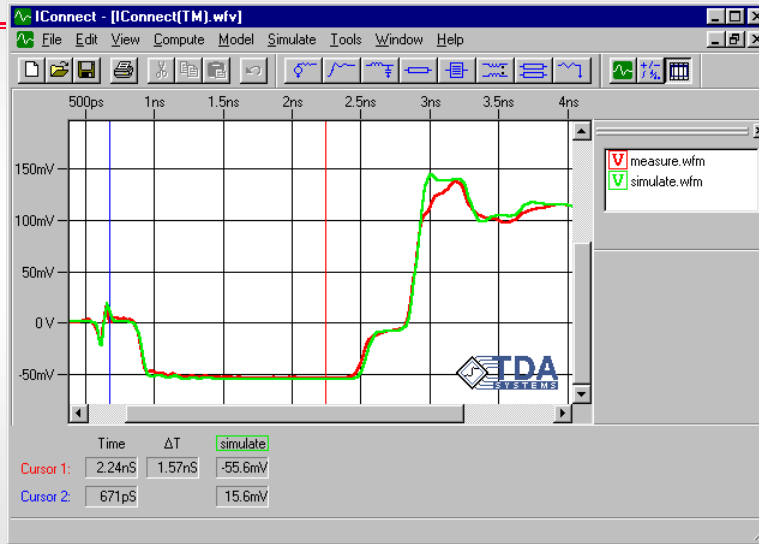 IConnect - [IConnect(TM).wfv]
File Edit View Compute Model Simulate Tools Window Help
500ps 1ns 1.5ns 2ns 2.5ns 3ns 3.5ns 4ns
150mV
100mV
50mV
0V
-50mV
V measure.wfm
V simulate.wfm
TDA
SYSTEMS
Time ΔT simulate
Cursor 1: 2.24nS 1.57nS -55.6mV
Cursor 2: 671pS 15.6mV